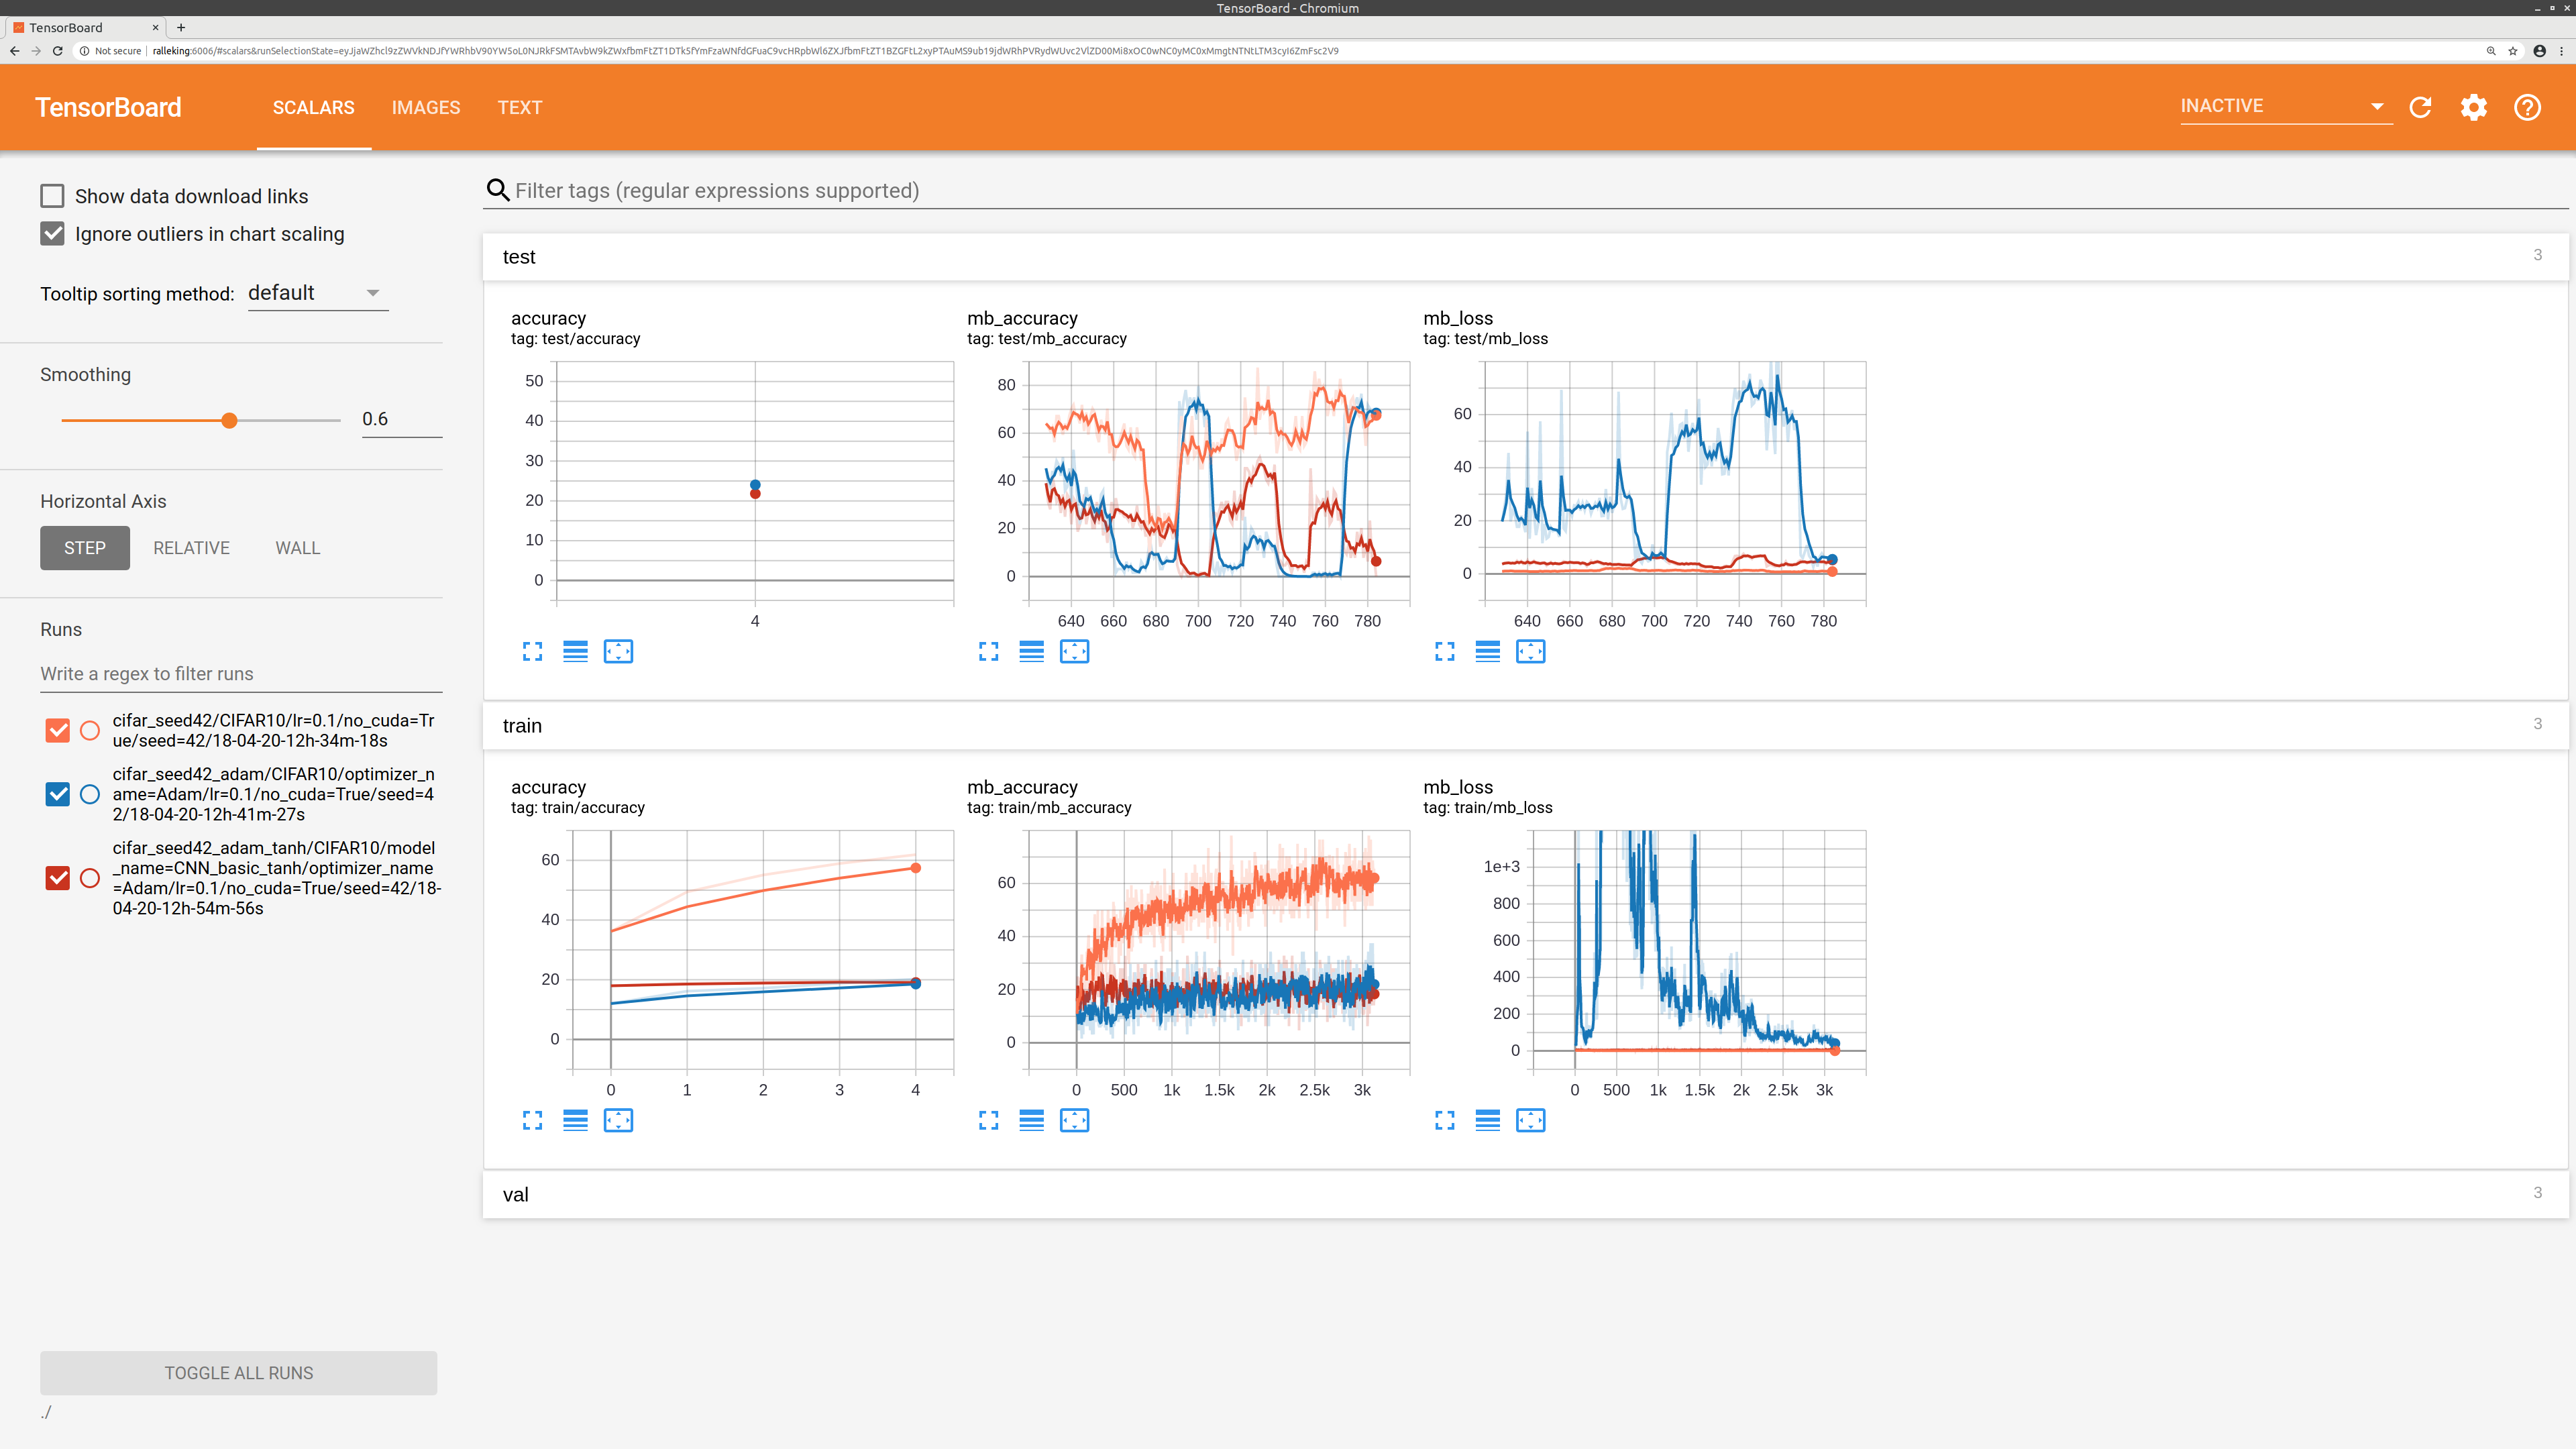 TensorBoard - Chromium
TensorBoard
Not secure
TensorBoard
SCALARS
IMAGES
TEXT
INACTIVE
Show data download links
Ignore outliers in chart scaling
Tooltip sorting method: default
Smoothing
0.6
Horizontal Axis
STEP
RELATIVE
WALL
Runs
Write a regex to filter runs
cifar_seed42/CIFAR10/lr=0.1/no_cuda=Tr
ue/seed=42/18-04-20-12h-34m-18s
cifar_seed42_adam/CIFAR10/optimizer_n
ame=Adam/lr=0.1/no_cuda=True/seed=4
2/18-04-20-12h-41m-27s
cifar_seed42_adam_tanh/CIFAR10/model
_name=CNN_basic_tanh/optimizer_name
=Adam/lr=0.1/no_cuda=True/seed=42/18-
04-20-12h-54m-56s
TOGGLE ALL RUNS
./
Filter tags (regular expressions supported)
test
3
accuracy
tag: test/accuracy
50
40
30
20
10
0
4
mb_accuracy
tag: test/mb_accuracy
80
60
40
20
0
640 660 680 700 720 740 760 780
mb_loss
tag: test/mb_loss
60
40
20
0
640 660 680 700 720 740 760 780
train
3
accuracy
tag: train/accuracy
60
40
20
0
0 1 2 3 4
mb_accuracy
tag: train/mb_accuracy
60
40
20
0
0 500 1k 1.5k 2k 2.5k 3k
mb_loss
tag: train/mb_loss
1e+3
800
600
400
200
0
0 500 1k 1.5k 2k 2.5k 3k
val
3